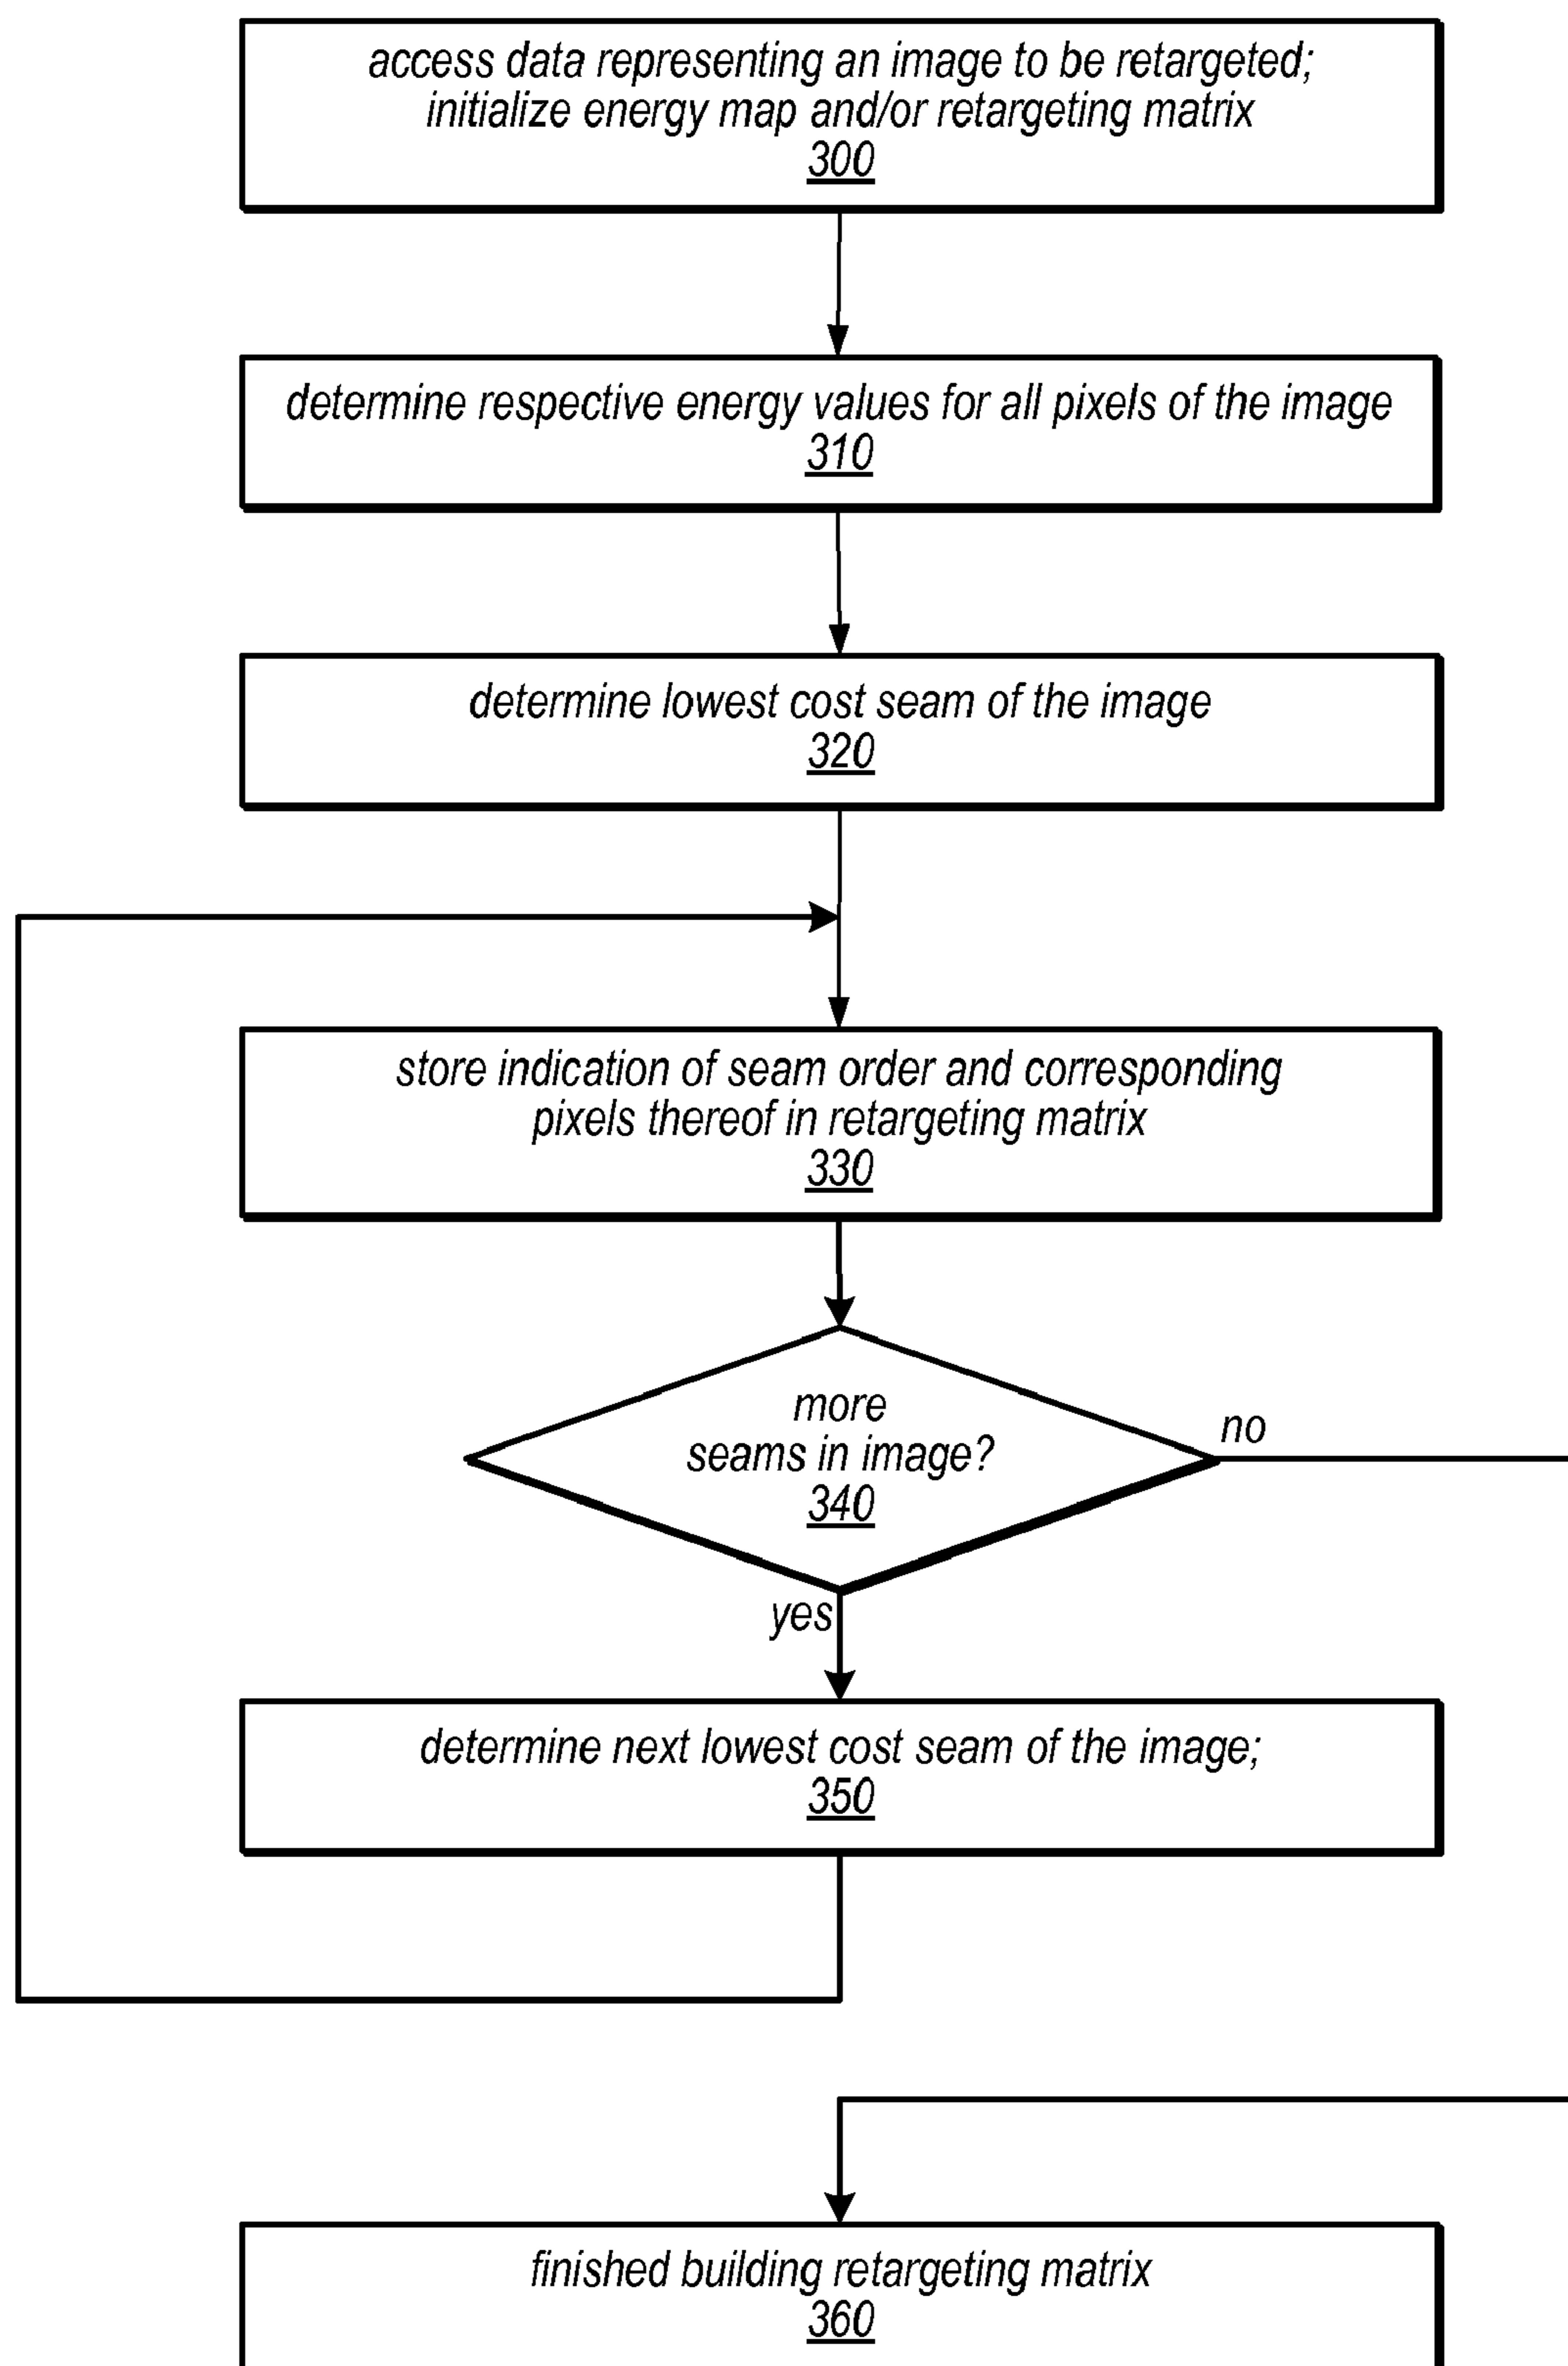 access data representing an image to be retargeted;
initialize energy map and/or retargeting matrix
300
determine respective energy values for all pixels of the image
310
determine lowest cost seam of the image
320
store indication of seam order and corresponding
pixels thereof in retargeting matrix
330
more
seams in image?
340
no
yes
determine next lowest cost seam of the image;
350
finished building retargeting matrix
360